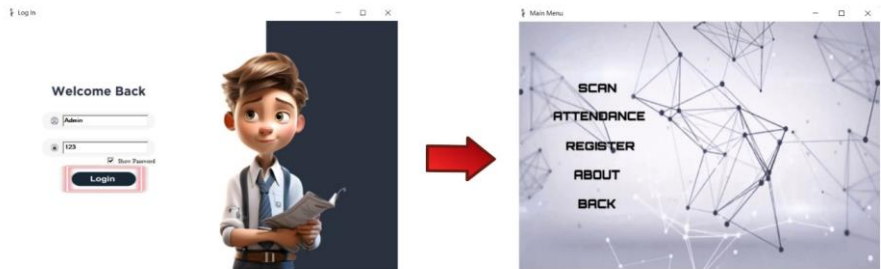 Log In
Welcome Back
Admin
123
Show Password
Login
Main Menu
SCAN
ATTENDANCE
REGISTER
ABOUT
BACK